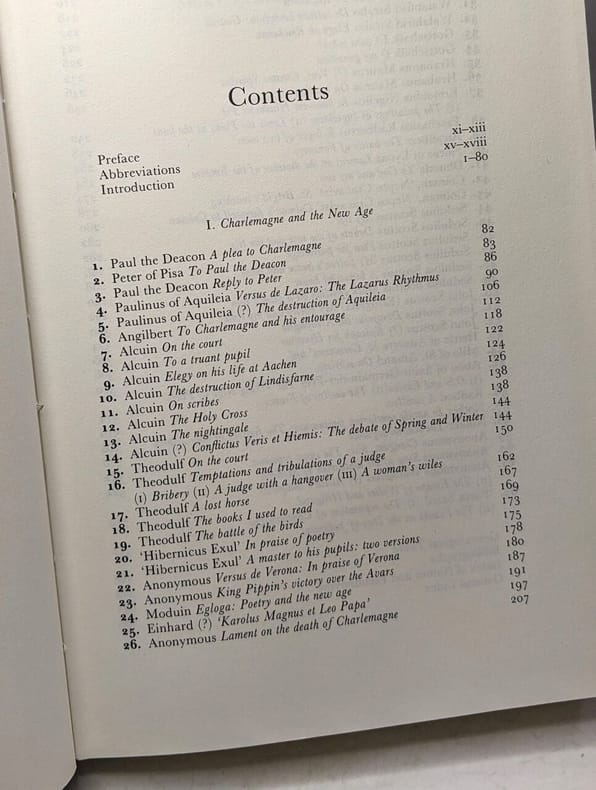 Contents
Preface xi–xiii
Abbreviations xv–xviii
Introduction 1–80
I. Charlemagne and the New Age
1. Paul the Deacon A plea to Charlemagne 82
2. Peter of Pisa To Paul the Deacon 83
3. Paul the Deacon Reply to Peter 86
4. Paulinus of Aquileia Versus de Lazaro: The Lazarus Rhythmus 90
5. Paulinus of Aquileia (?) The destruction of Aquileia 106
6. Angilbert To Charlemagne and his entourage 112
7. Alcuin On the court 118
8. Alcuin To a truant pupil 122
9. Alcuin Elegy on his life at Aachen 124
10. Alcuin The destruction of Lindisfarne 126
11. Alcuin On scribes 138
12. Alcuin The Holy Cross 138
13. Alcuin The nightingale 144
14. Alcuin (?) Conflictus Veris et Hiemis: The debate of Spring and Winter 144
15. Theodulf On the court 150
16. Theodulf Temptations and tribulations of a judge
(I) Bribery (II) A judge with a hangover (III) A woman's wiles 162
17. Theodulf A lost horse 167
18. Theodulf The books I used to read 169
19. Theodulf The battle of the birds 173
20. 'Hibernicus Exul' In praise of poetry 175
21. 'Hibernicus Exul' A master to his pupils: two versions 178
22. Anonymous Versus de Verona: In praise of Verona 180
23. Anonymous King Pippin's victory over the Avars 187
24. Moduin Egloga: Poetry and the new age 191
25. Einhard (?) 'Karolus Magnus et Leo Papa' 197
26. Anonymous Lament on the death of Charlemagne 207